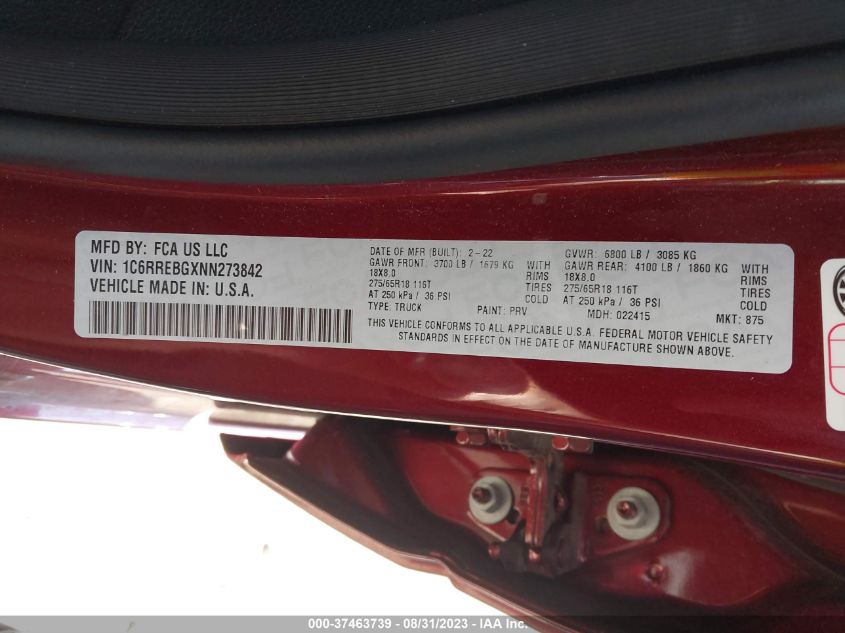 MFD BY: FCA US LLC
VIN: 1C6RREBGXNN273842
VEHICLE MADE IN: U.S.A.
DATE OF MFR (BUILT): 2-22
GAWR FRONT: 3700 LB / 1679 KG WITH
18X8.0 RIMS
275/65R18 116T TIRES
AT 250 kPa / 36 PSI COLD
TYPE: TRUCK PAINT: PRV
GVWR: 6800 LB / 3085 KG
GAWR REAR: 4100 LB / 1860 KG WITH
18X8.0 RIMS
275/65R18 116T TIRES
AT 250 kPa / 36 PSI COLD
MDH: 022415 MKT: 875
THIS VEHICLE CONFORMS TO ALL APPLICABLE U.S.A. FEDERAL MOTOR VEHICLE SAFETY
STANDARDS IN EFFECT ON THE DATE OF MANUFACTURE SHOWN ABOVE.
000-37463739 - 08/31/2023 - IAA Inc.